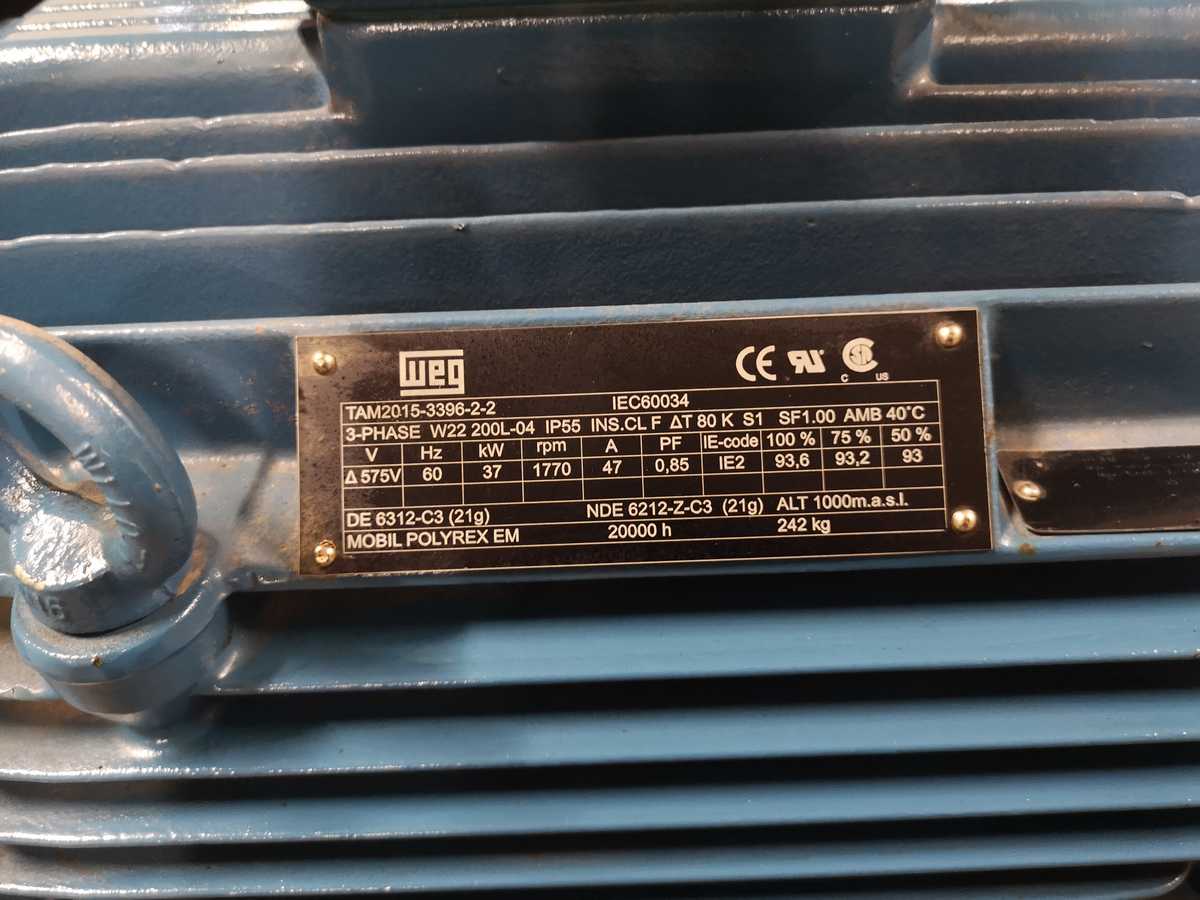 WEG
CE UR C SA C US
TAM2015-3396-2-2 IEC60034
3-PHASE W22 200L-04 IP55 INS.CL F ΔT 80 K S1 SF1.00 AMB 40°C
V Hz kW rpm A PF IE-code 100 % 75 % 50 %
Δ 575V 60 37 1770 47 0,85 IE2 93,6 93,2 93
DE 6312-C3 (21g) NDE 6212-Z-C3 (21g) ALT 1000m.a.s.l.
MOBIL POLYREX EM 20000 h 242 kg